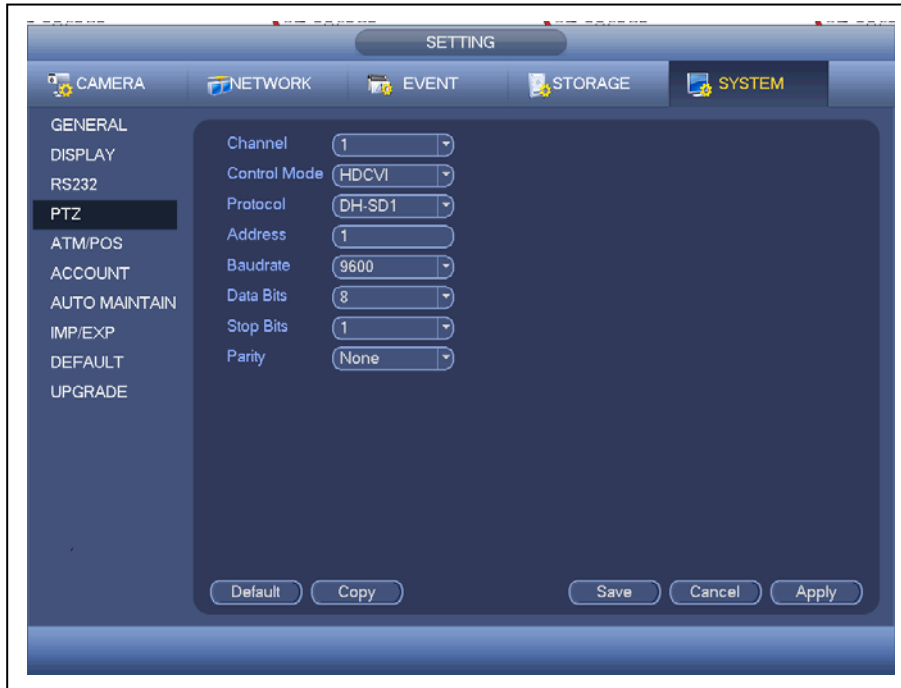 SETTING
CAMERA NETWORK EVENT STORAGE SYSTEM
GENERAL
DISPLAY
RS232
PTZ
ATM/POS
ACCOUNT
AUTO MAINTAIN
IMP/EXP
DEFAULT
UPGRADE
Channel 1
Control Mode HDCVI
Protocol DH-SD1
Address 1
Baudrate 9600
Data Bits 8
Stop Bits 1
Parity None
Default Copy Save Cancel Apply